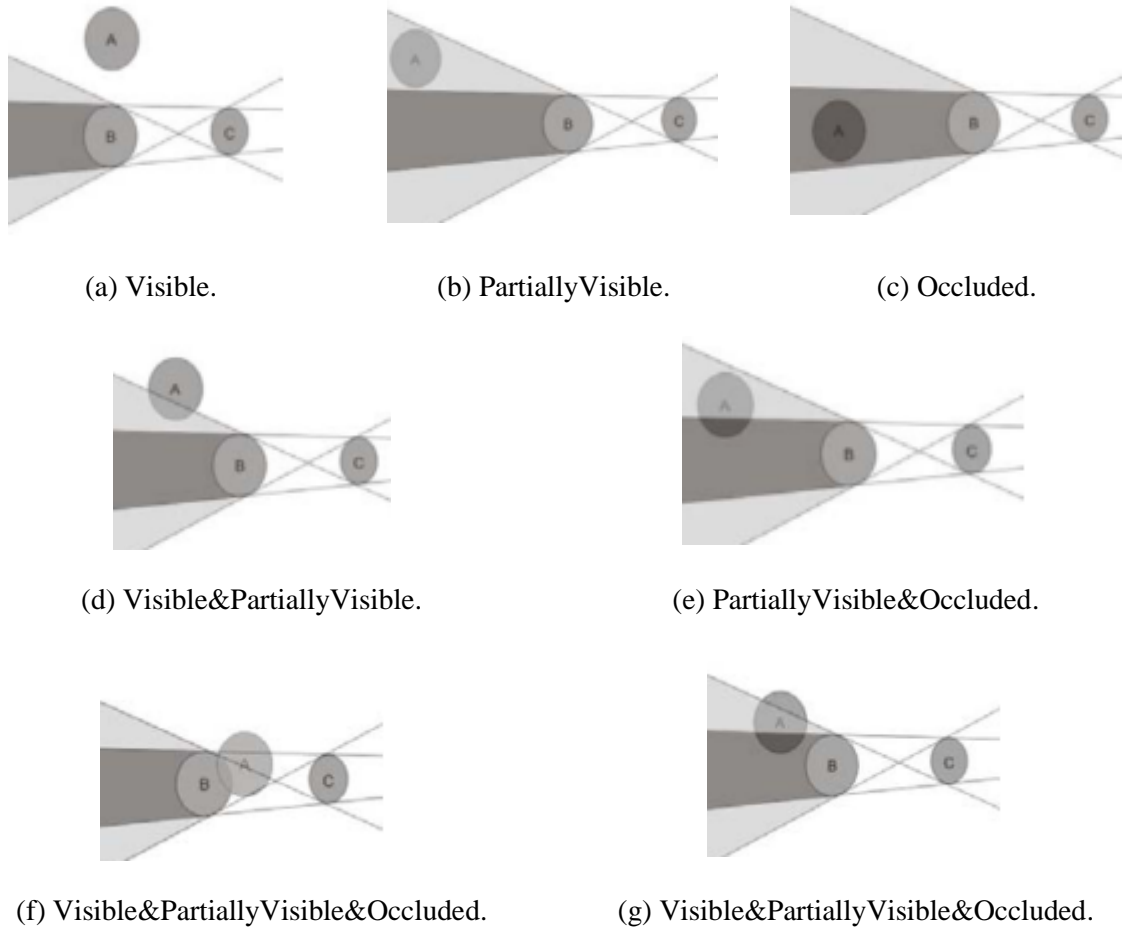 A
B
C
A
B
C
A
B
C
(a) Visible.
(b) PartiallyVisible.
(c) Occluded.
A
B
C
A
B
C
(d) Visible&PartiallyVisible.
(e) PartiallyVisible&Occluded.
A
B
C
A
B
C
(f) Visible&PartiallyVisible&Occluded.
(g) Visible&PartiallyVisible&Occluded.